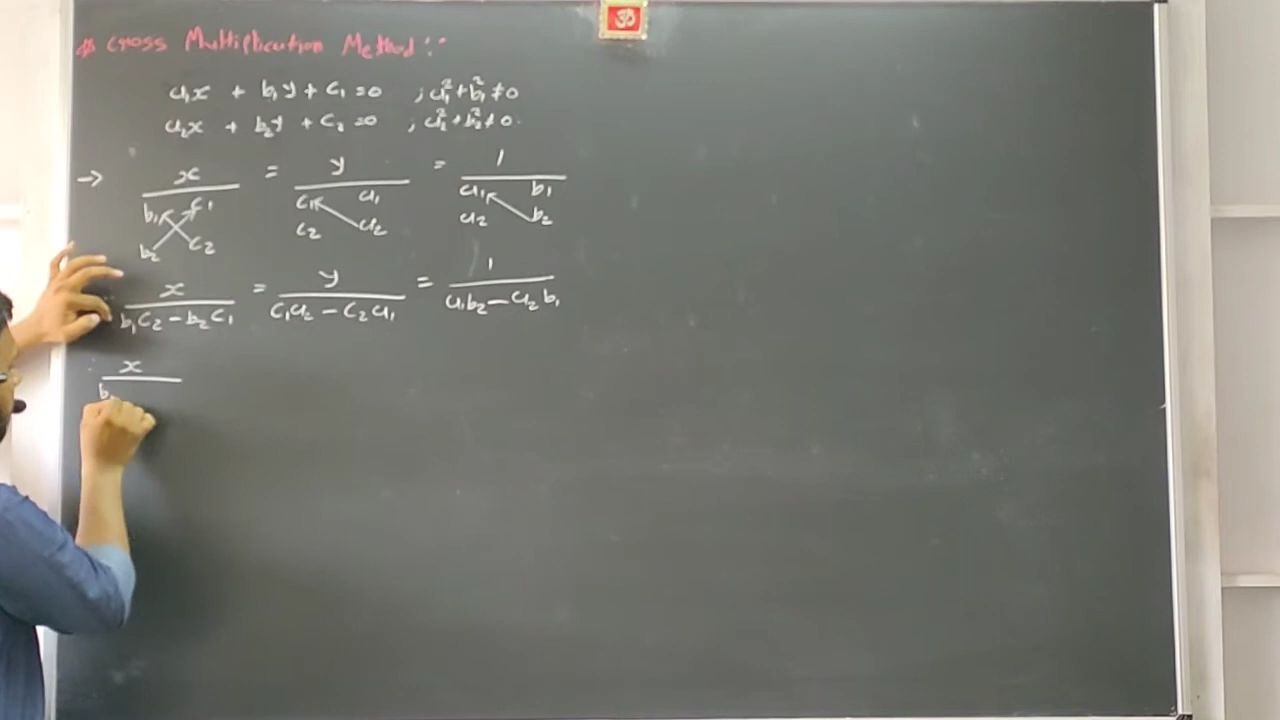 ॐ
* Cross Multiplication Method :-
a₁x + b₁y + c₁ = 0 ; a₁² + b₁² ≠ 0
a₂x + b₂y + c₂ = 0 ; a₂² + b₂² ≠ 0.
→ x = y = 1
b₁ c₁ c₁ a₁ a₁ b₁
b₂ c₂ c₂ a₂ a₂ b₂
x = y = 1
b₁c₂ − b₂c₁ c₁a₂ − c₂a₁ a₁b₂ − a₂b₁
∴ x
b₁